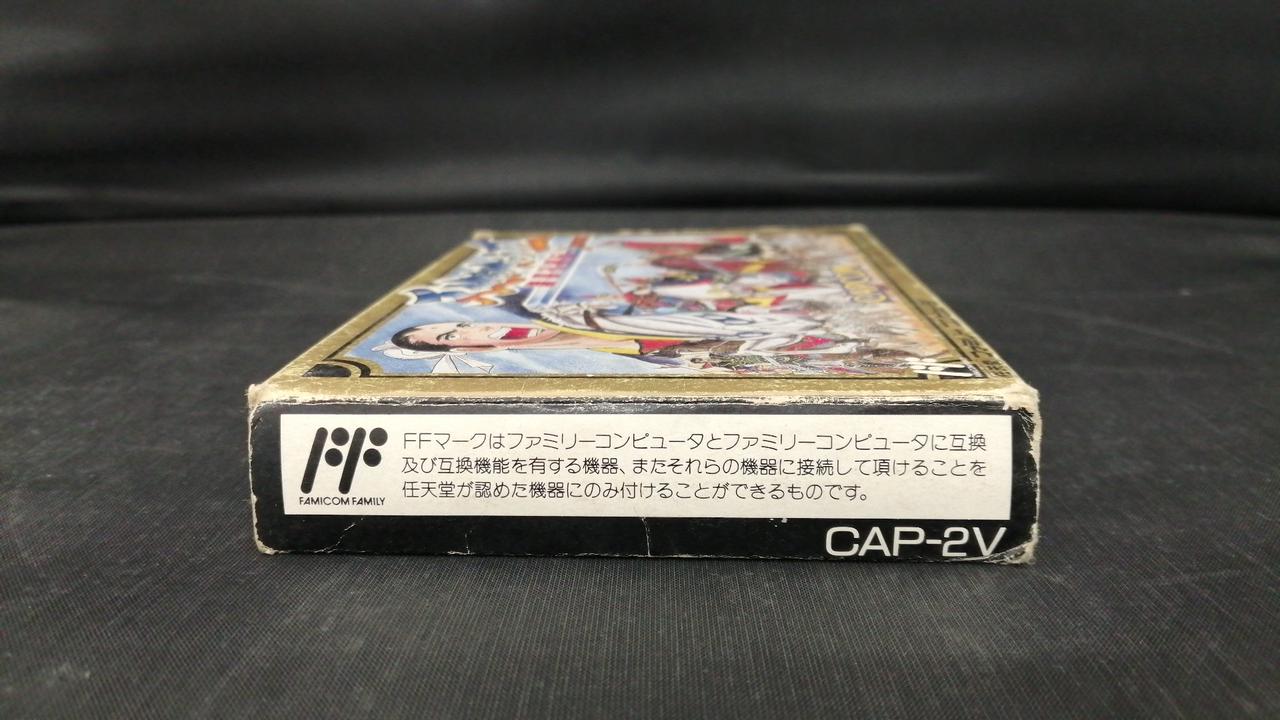 FFマークはファミリーコンピュータとファミリーコンピュータに互換
及び互換機能を有する機器、またそれらの機器に接続して頂けることを
任天堂が認めた機器にのみ付けることができるものです。
FF
FAMICOM FAMILY
CAP-2V